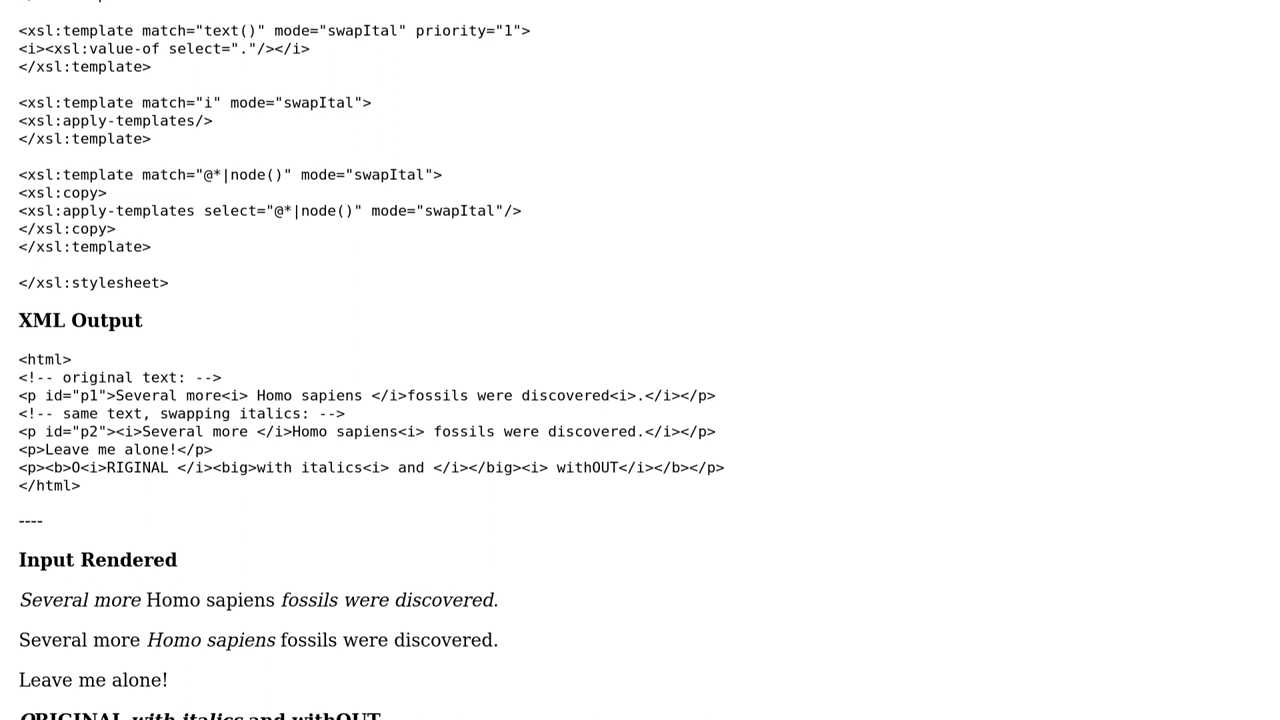 <xsl:template match="text()" mode="swapItal" priority="1">
<i><xsl:value-of select="."/></i>
</xsl:template>
<xsl:template match="i" mode="swapItal">
<xsl:apply-templates/>
</xsl:template>
<xsl:template match="@*|node()" mode="swapItal">
<xsl:copy>
<xsl:apply-templates select="@*|node()" mode="swapItal"/>
</xsl:copy>
</xsl:template>
</xsl:stylesheet>
XML Output
<html>
<!-- original text: -->
<p id="p1">Several more<i> Homo sapiens </i>fossils were discovered<i>.</i></p>
<!-- same text, swapping italics: -->
<p id="p2"><i>Several more </i>Homo sapiens<i> fossils were discovered.</i></p>
<p>Leave me alone!</p>
<p><b>O<i>RIGINAL </i><big>with italics<i> and </i></big><i> withOUT</i></b></p>
</html>
----
Input Rendered
Several more Homo sapiens fossils were discovered.
Several more Homo sapiens fossils were discovered.
Leave me alone!
ORIGINAL with italics and withOUT